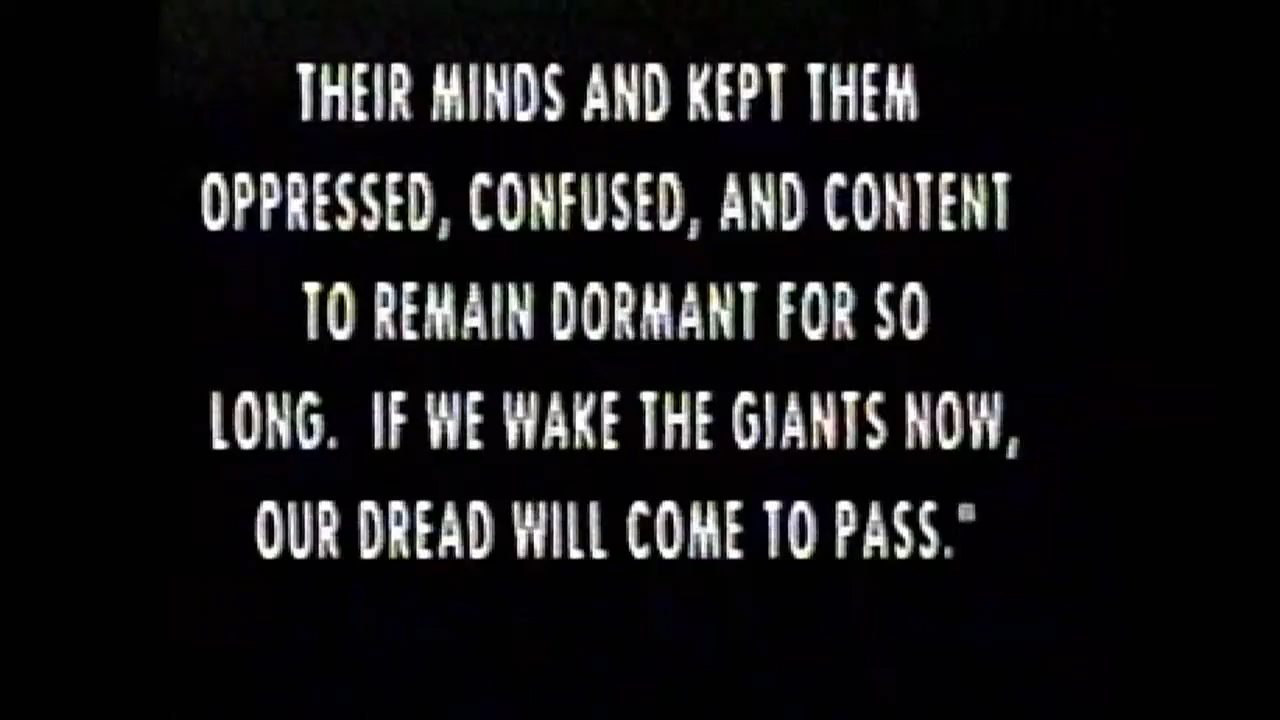 THEIR MINDS AND KEPT THEM
OPPRESSED, CONFUSED, AND CONTENT
TO REMAIN DORMANT FOR SO
LONG. IF WE WAKE THE GIANTS NOW,
OUR DREAD WILL COME TO PASS."